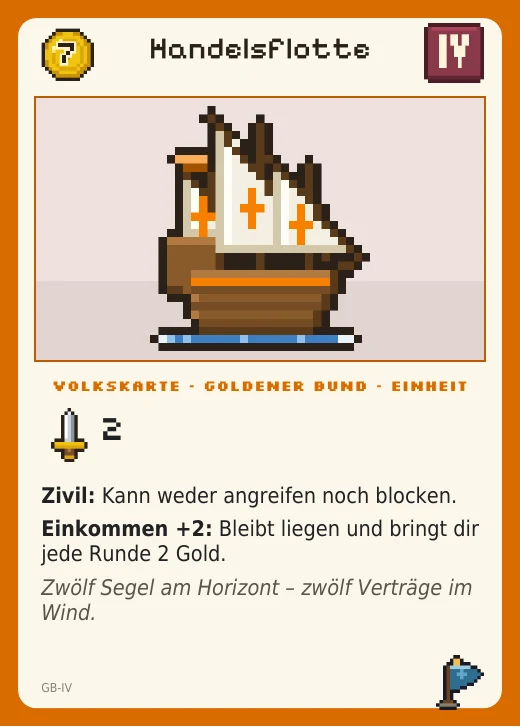 7
Handelsflotte
IV
VOLKSKARTE · GOLDENER BUND · EINHEIT
2
Zivil: Kann weder angreifen noch blocken.
Einkommen +2: Bleibt liegen und bringt dir
jede Runde 2 Gold.
Zwölf Segel am Horizont – zwölf Verträge im
Wind.
GB-IV